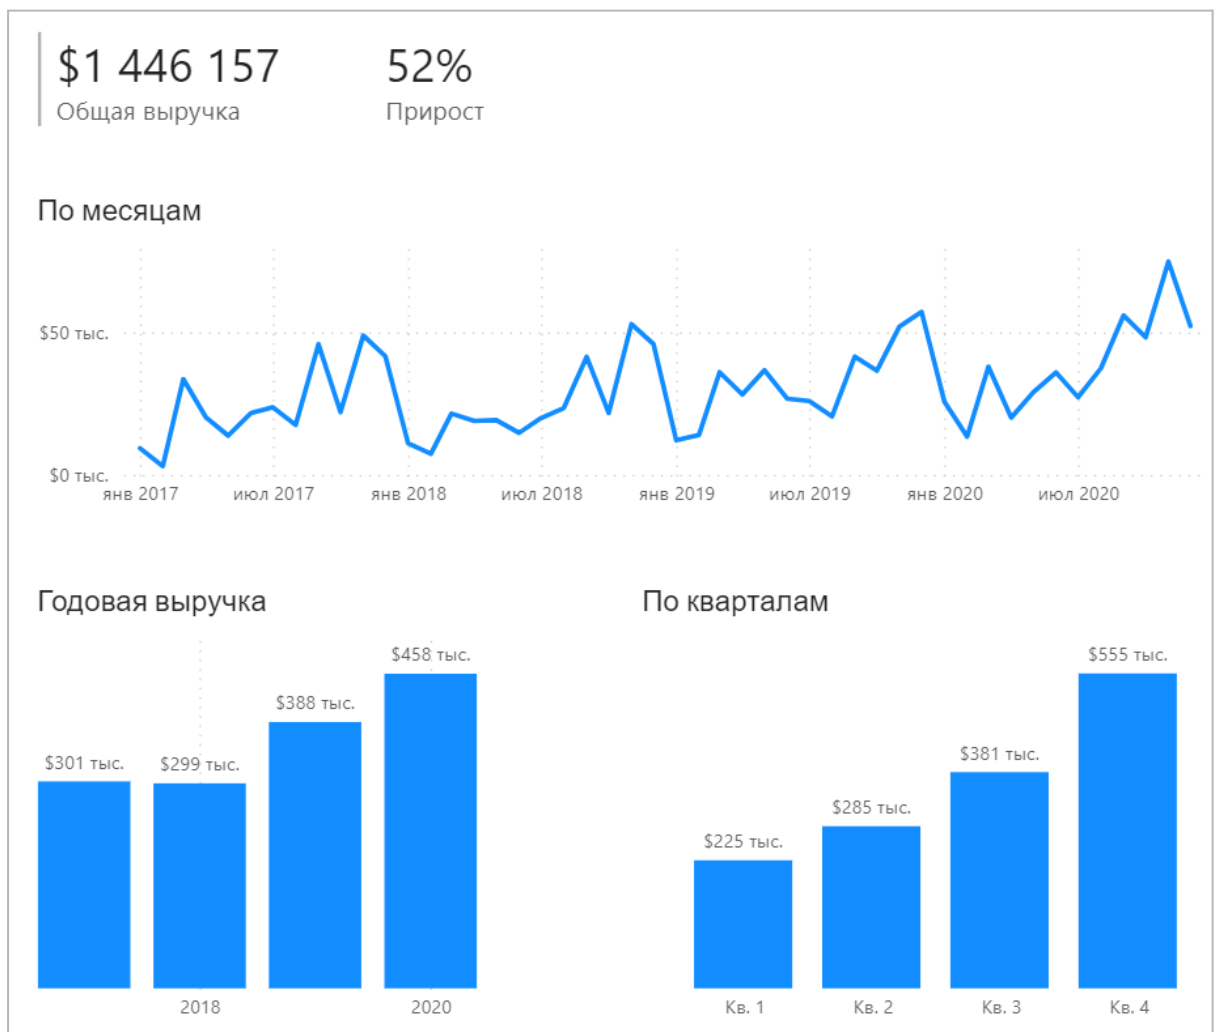 $1 446 157
52%
Общая выручка
Прирост
По месяцам
$50 тыс.
$0 тыс.
янв 2017
июл 2017
янв 2018
июл 2018
янв 2019
июл 2019
янв 2020
июл 2020
Годовая выручка
$301 тыс.
$299 тыс.
$388 тыс.
$458 тыс.
2018
2020
По кварталам
$225 тыс.
$285 тыс.
$381 тыс.
$555 тыс.
Кв. 1
Кв. 2
Кв. 3
Кв. 4